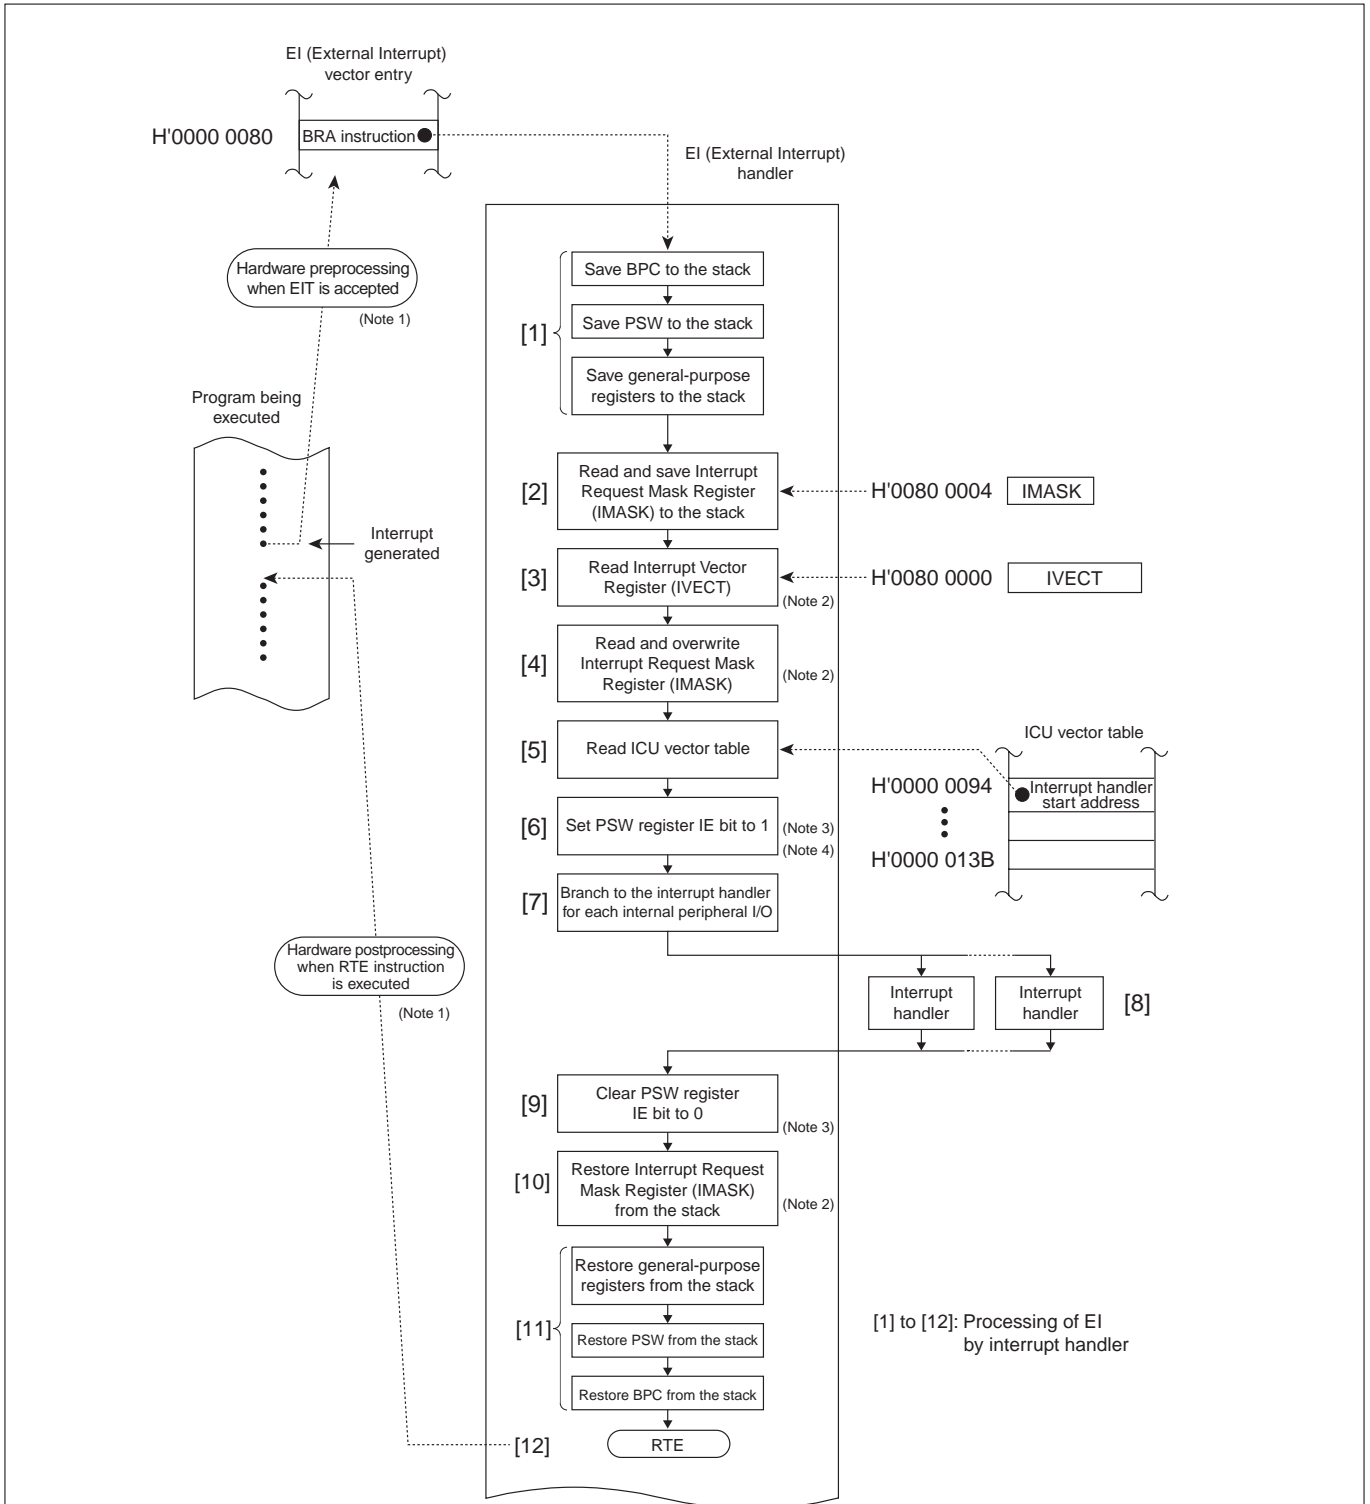 EI (External Interrupt)
vector entry
H'0000 0080
BRA instruction
EI (External Interrupt)
handler
Hardware preprocessing
when EIT is accepted
(Note 1)
Program being
executed
Interrupt
generated
[1]
Save BPC to the stack
Save PSW to the stack
Save general-purpose
registers to the stack
[2]
Read and save Interrupt
Request Mask Register
(IMASK) to the stack
H'0080 0004
IMASK
[3]
Read Interrupt Vector
Register (IVECT)
(Note 2)
H'0080 0000
IVECT
[4]
Read and overwrite
Interrupt Request Mask
Register (IMASK)
(Note 2)
[5]
Read ICU vector table
ICU vector table
H'0000 0094
Interrupt handler
start address
H'0000 013B
[6]
Set PSW register IE bit to 1
(Note 3)
(Note 4)
[7]
Branch to the interrupt handler
for each internal peripheral I/O
Hardware postprocessing
when RTE instruction
is executed
(Note 1)
Interrupt
handler
Interrupt
handler
[8]
[9]
Clear PSW register
IE bit to 0
(Note 3)
[10]
Restore Interrupt Request
Mask Register (IMASK)
from the stack
(Note 2)
[11]
Restore general-purpose
registers from the stack
Restore PSW from the stack
Restore BPC from the stack
[1] to [12]: Processing of EI
by interrupt handler
[12]
RTE